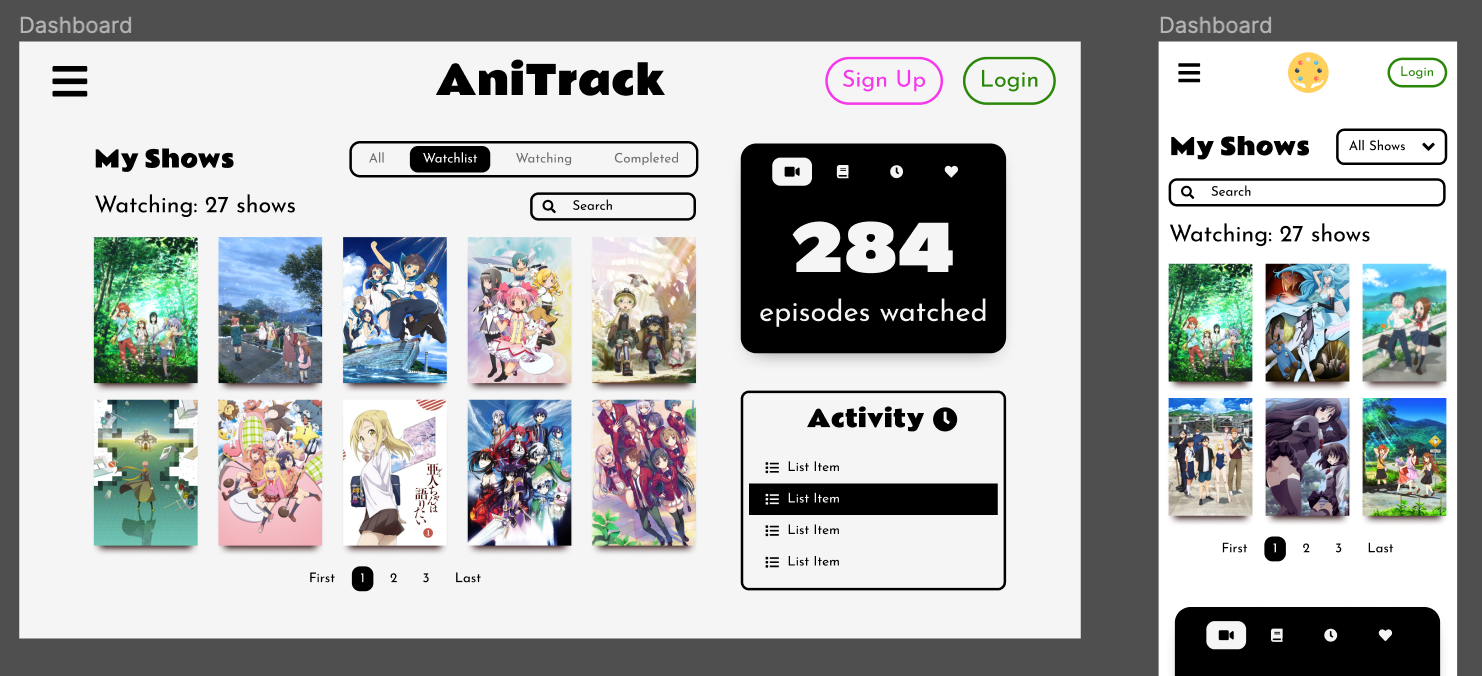 Dashboard
AniTrack
Sign Up
Login
My Shows
All
Watchlist
Watching
Completed
Watching: 27 shows
Search
亜人ちゃんは
語りたい
1
First
1
2
3
Last
284
episodes watched
Activity
List Item
List Item
List Item
List Item
Dashboard
Login
My Shows
All Shows
Search
Watching: 27 shows
First
1
2
3
Last